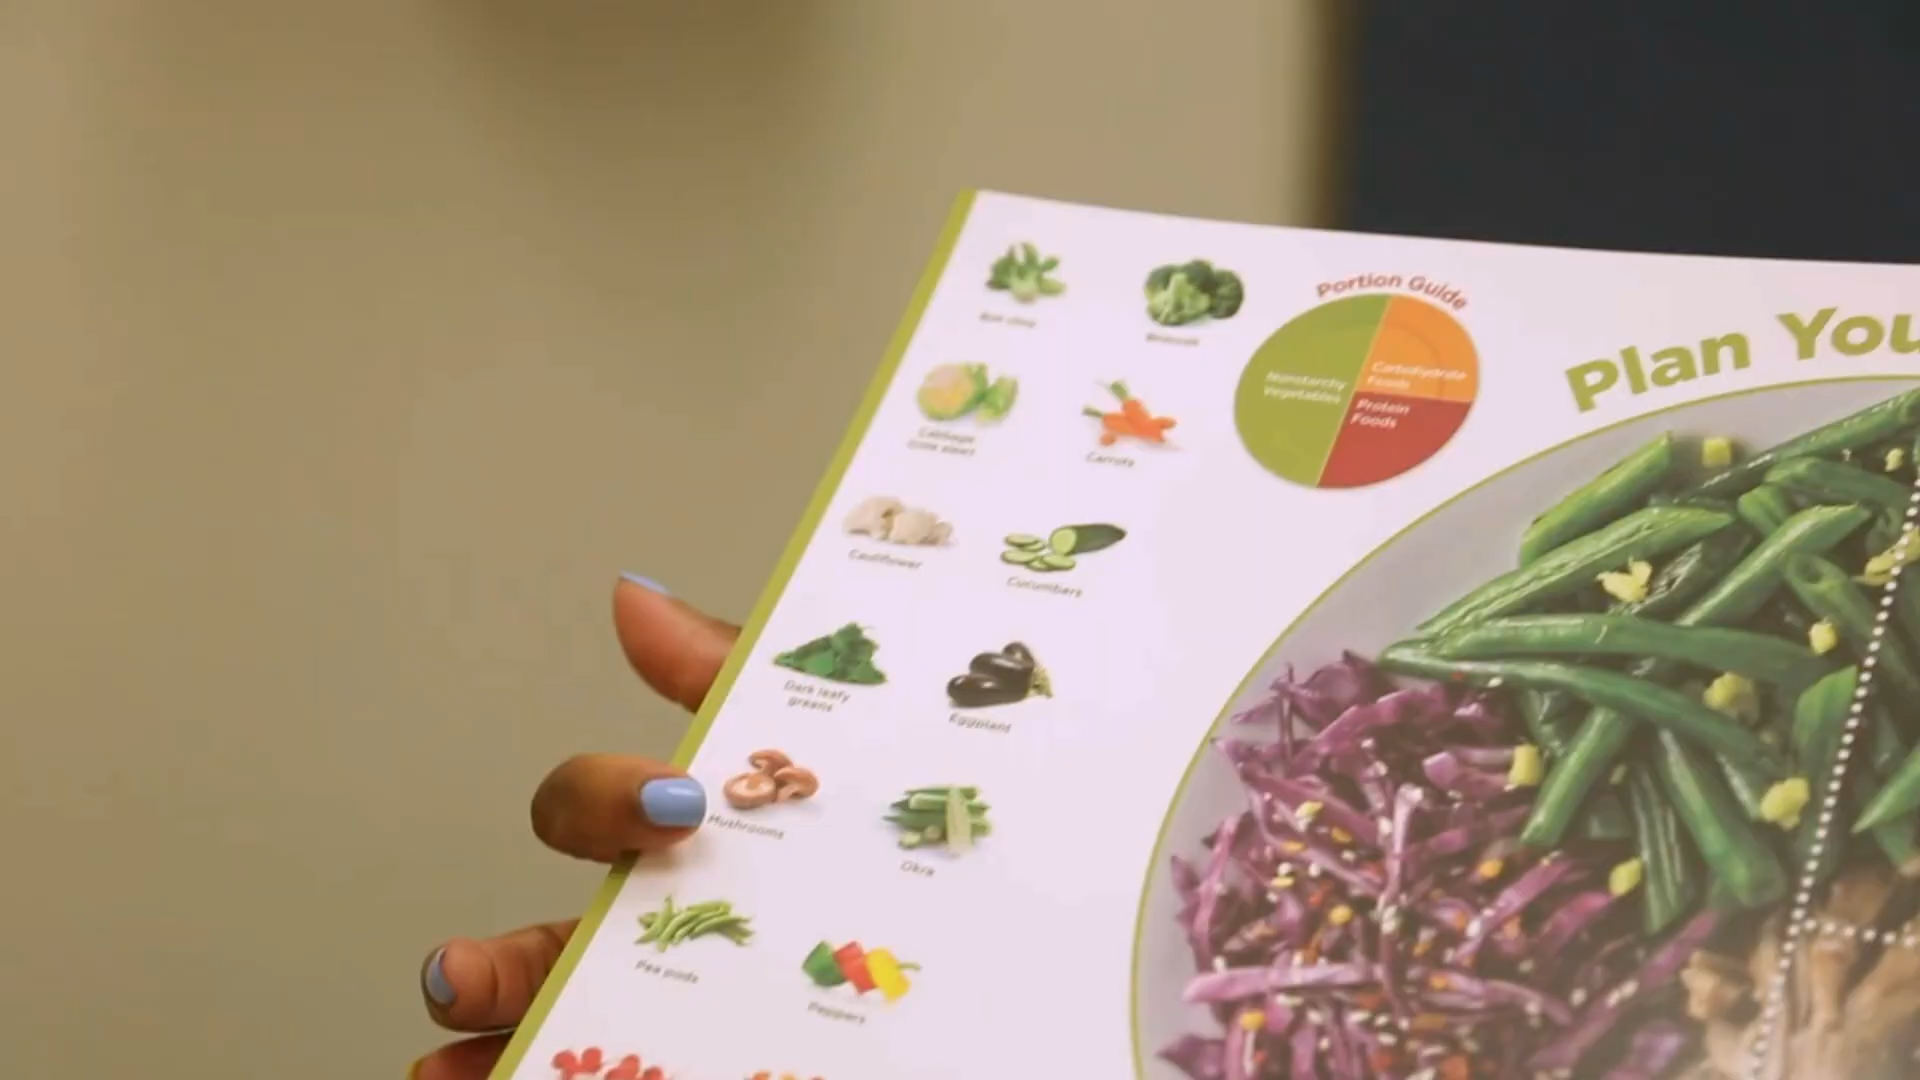 Portion Guide
Plan You
Bok choy
Broccoli
Nonstarchy
Vegetables
Carbohydrate
Foods
Protein
Foods
Cabbage
Carrots
Cauliflower
Cucumbers
Dark leafy
greens
Eggplant
Mushrooms
Okra
Pea pods
Peppers